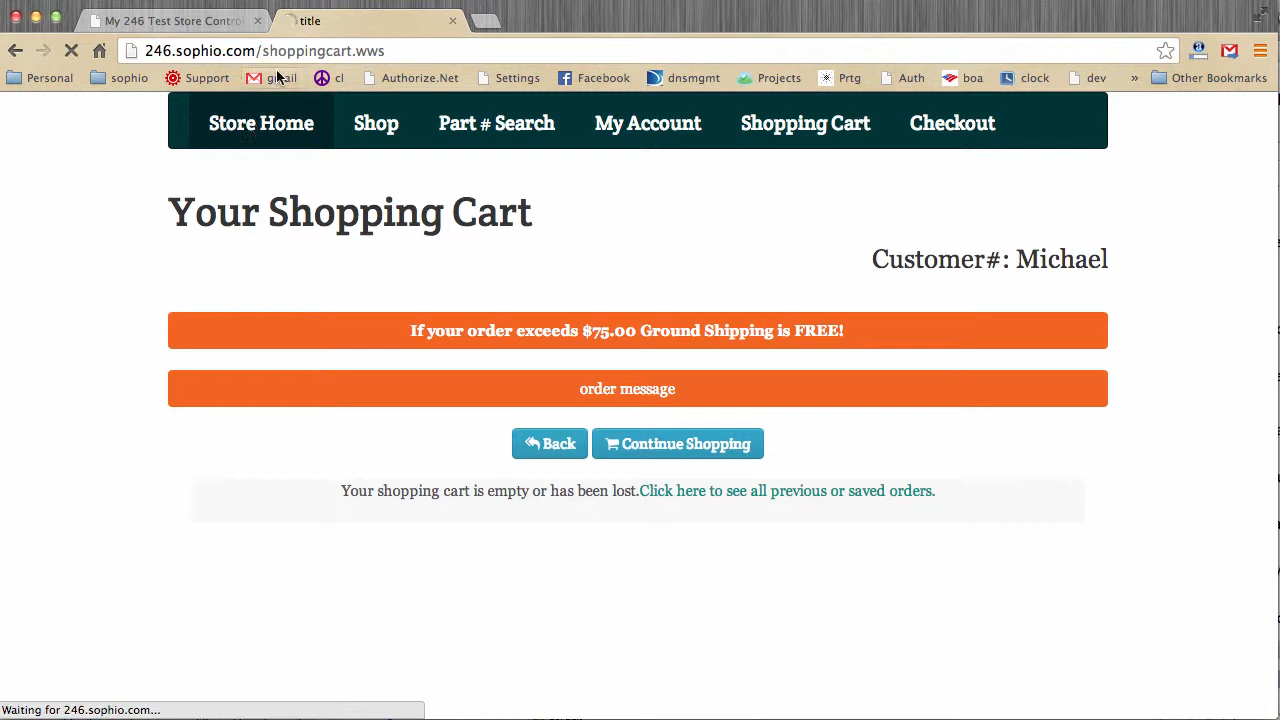 My 246 Test Store Control
title
246.sophio.com/shoppingcart.wws
Personal sophio Support gmail cl Authorize.Net Settings Facebook dnsmgmt Projects Prtg Auth boa clock dev » Other Bookmarks
Store Home Shop Part # Search My Account Shopping Cart Checkout
Your Shopping Cart
Customer#: Michael
If your order exceeds $75.00 Ground Shipping is FREE!
order message
Back Continue Shopping
Your shopping cart is empty or has been lost.Click here to see all previous or saved orders.
Waiting for 246.sophio.com...